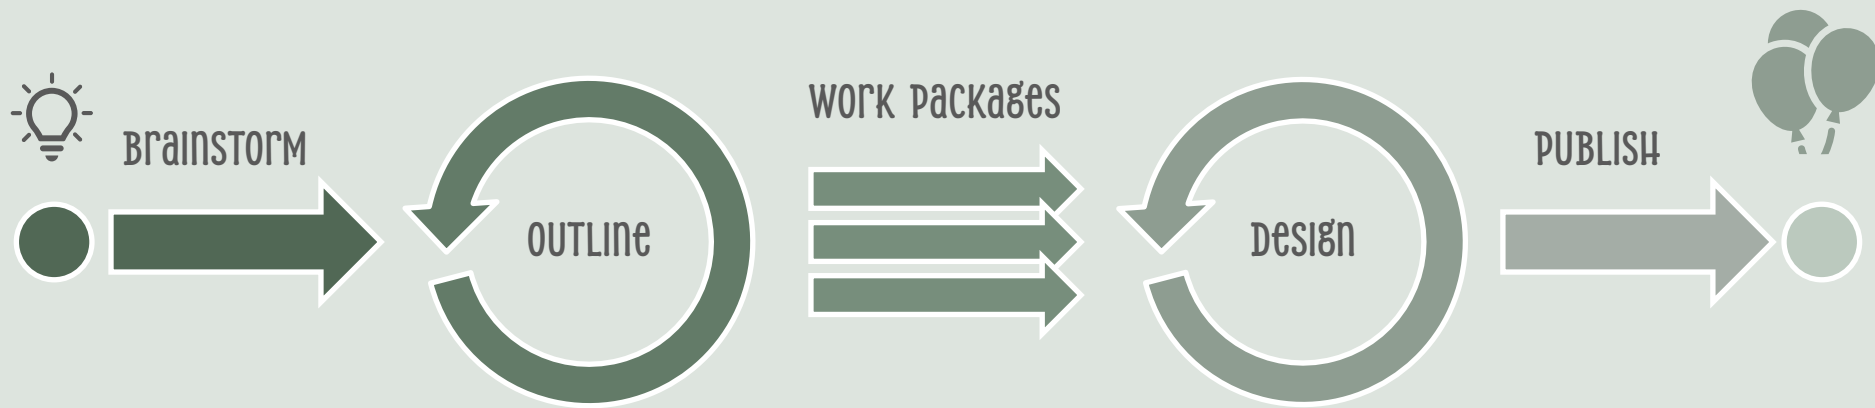 Brainstorm
Outline
Work Packages
Design
Publish